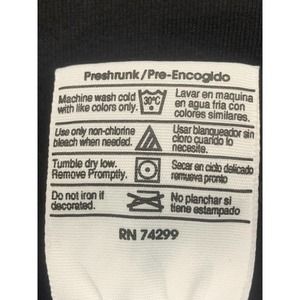 Preshrunk/Pre-Encogido
Machine wash cold
with like colors only.
30°C
Lavar en maquina
en agua fria con
colores similares.
Use only non-chlorine
bleach when needed.
Usar blanqueador sin
cloro cuando lo
necesite.
Tumble dry low.
Remove Promptly.
Secar en ciclo delicado
remueva pronto
Do not iron if
decorated.
No planchar si
tiene estampado
RN 74299